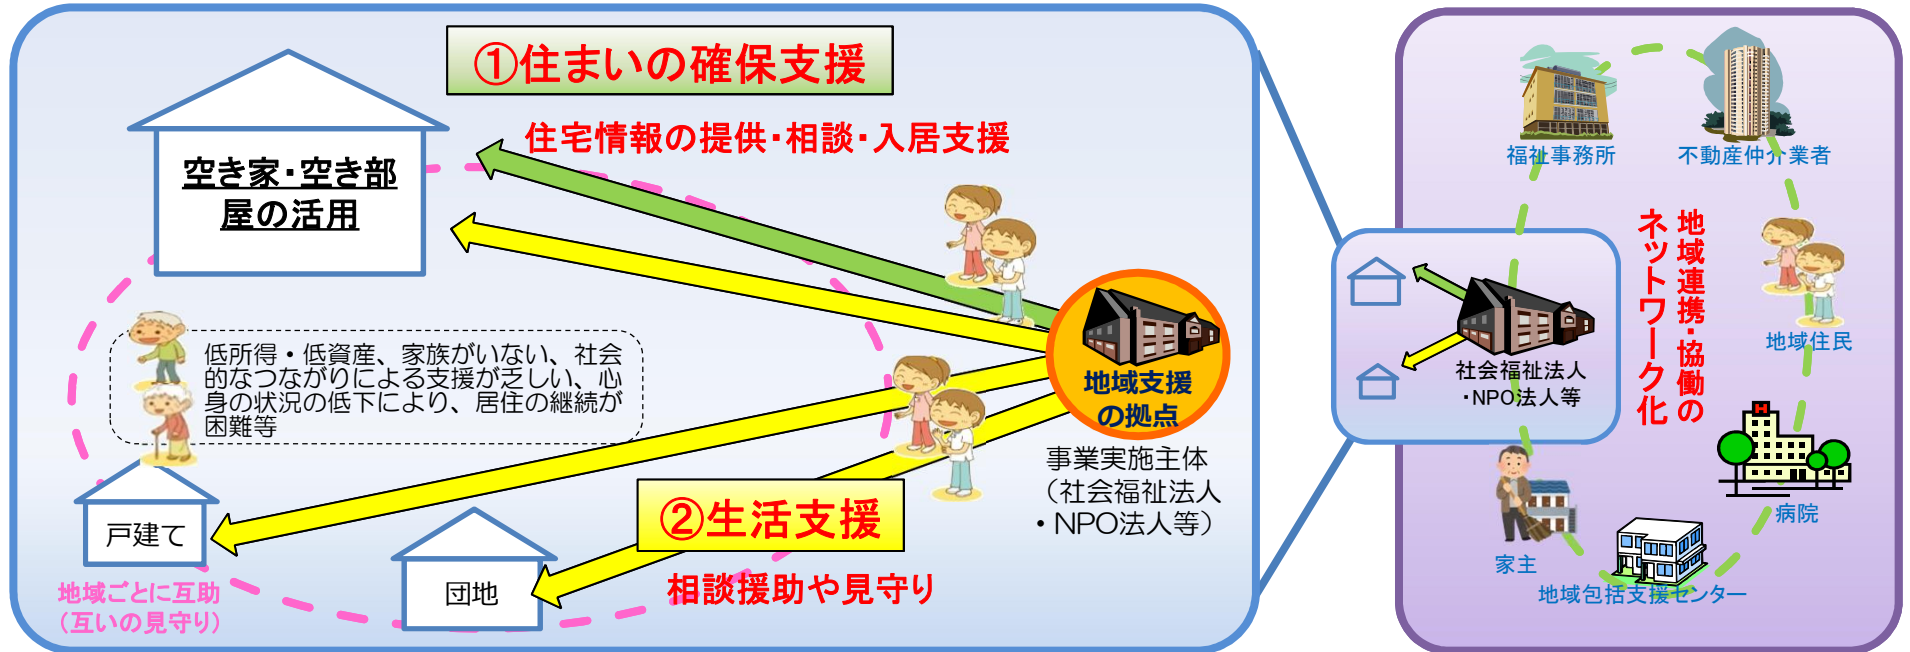 ①住まいの確保支援
住宅情報の提供・相談・入居支援
空き家・空き部
屋の活用
低所得・低資産、家族がいない、社会
的なつながりによる支援が乏しい、心
身の状況の低下により、居住の継続が
困難等
地域支援
の拠点
事業実施主体
（社会福祉法人
・NPO法人等）
②生活支援
相談援助や見守り
戸建て
団地
地域ごとに互助
（互いの見守り）
福祉事務所
不動産仲介業者
地域連携・協働の
ネットワーク化
地域住民
社会福祉法人
・NPO法人等
H
病院
家主
地域包括支援センター